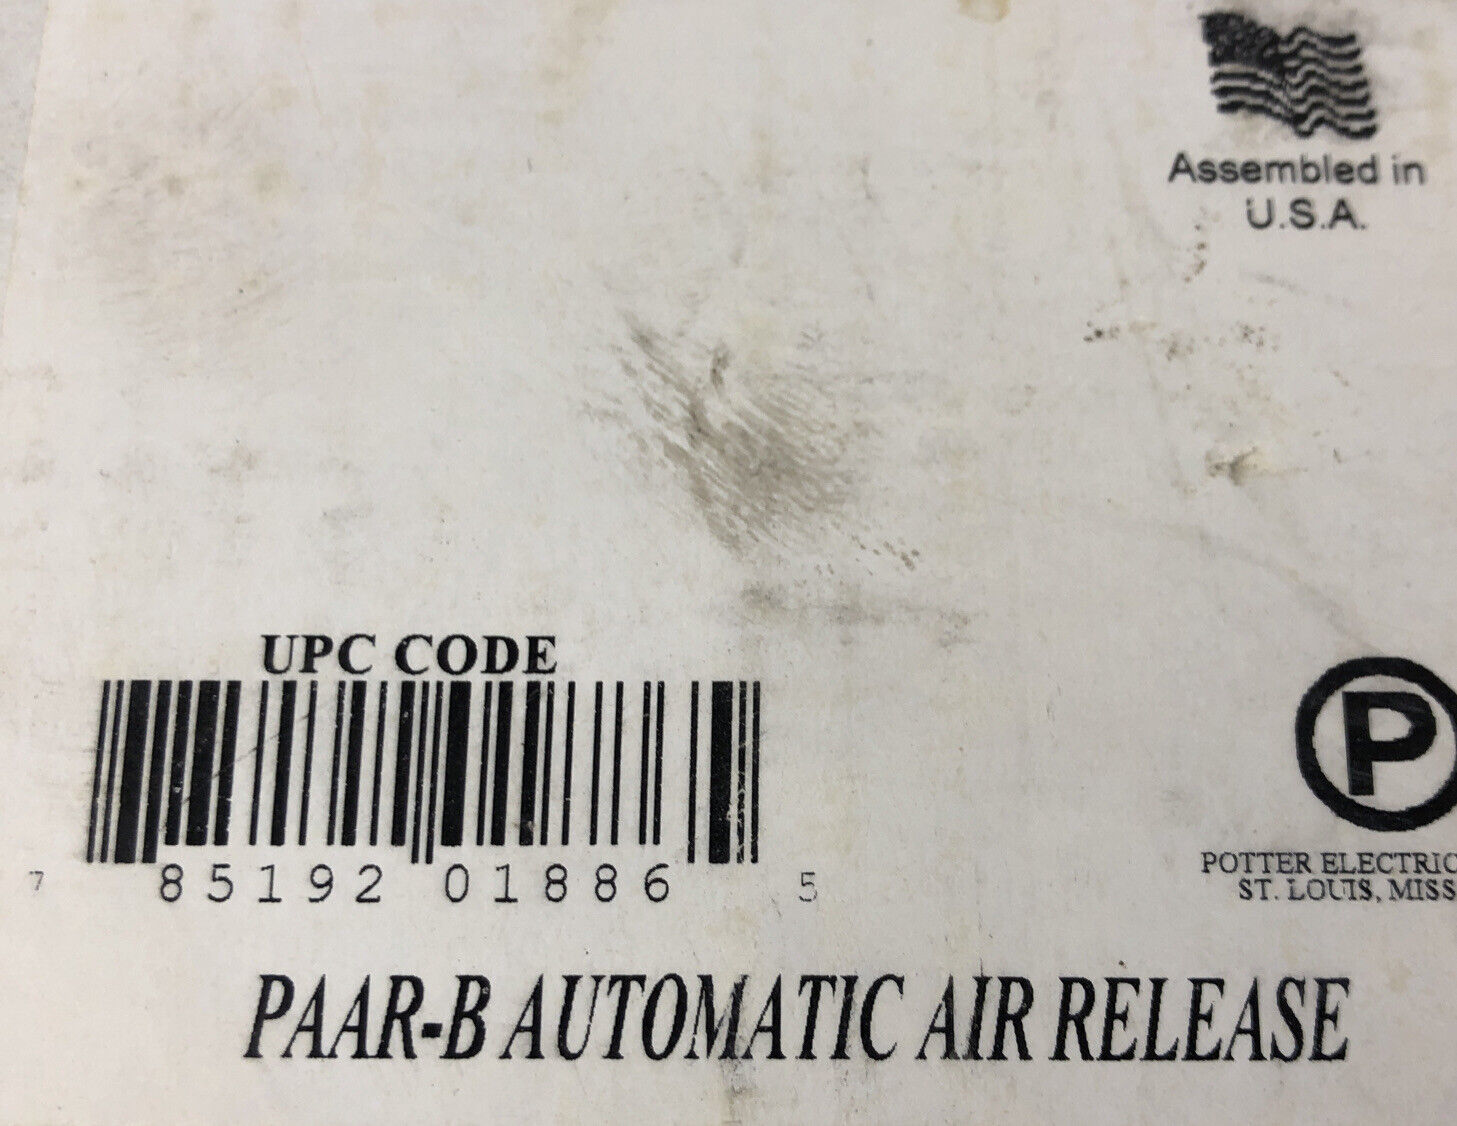 Assembled in
U.S.A.
UPC CODE
7 85192 01886 5
P
POTTER ELECTRIC
ST. LOUIS, MISS
PAAR-B AUTOMATIC AIR RELEASE